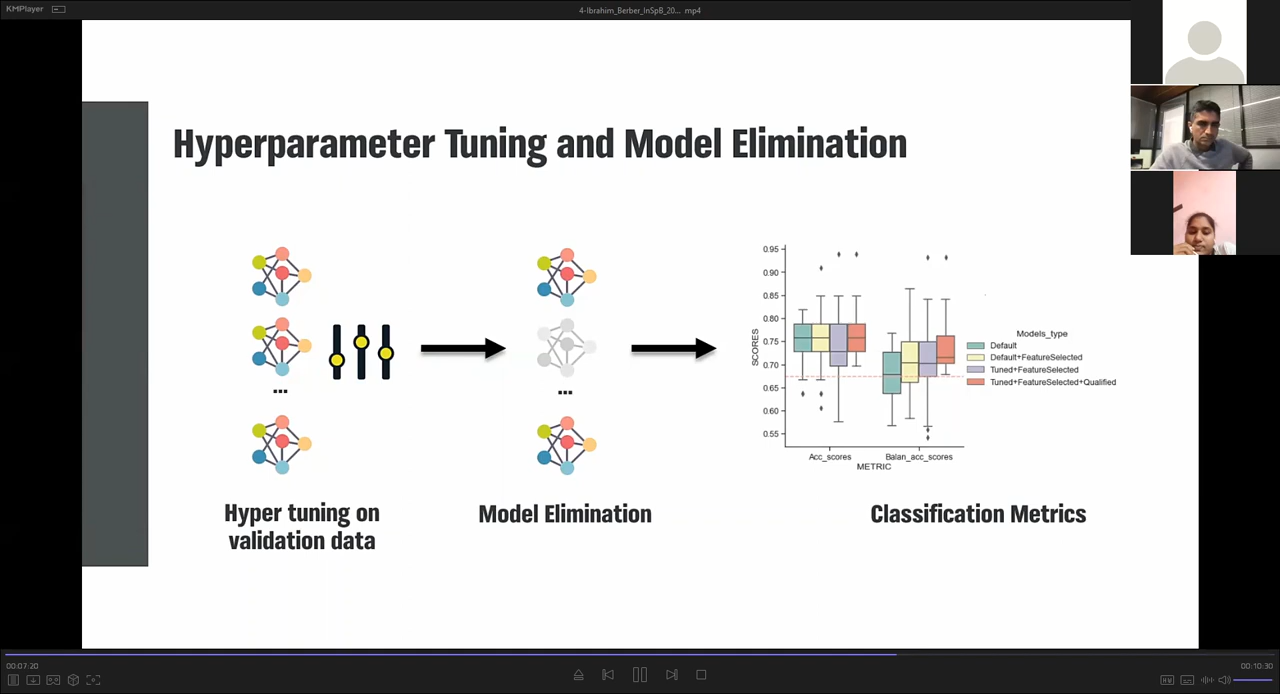 KMPlayer
4-Ibrahim_Berber_InSpB_20... mp4
Hyperparameter Tuning and Model Elimination
...
Hyper tuning on
validation data
...
Model Elimination
SCORES
0.95
0.90
0.85
0.80
0.75
0.70
0.65
0.60
0.55
Acc_scores
Balan_acc_scores
METRIC
Models_type
Default
Default+FeatureSelected
Tuned+FeatureSelected
Tuned+FeatureSelected+Qualified
Classification Metrics
00:07:20
00:10:30